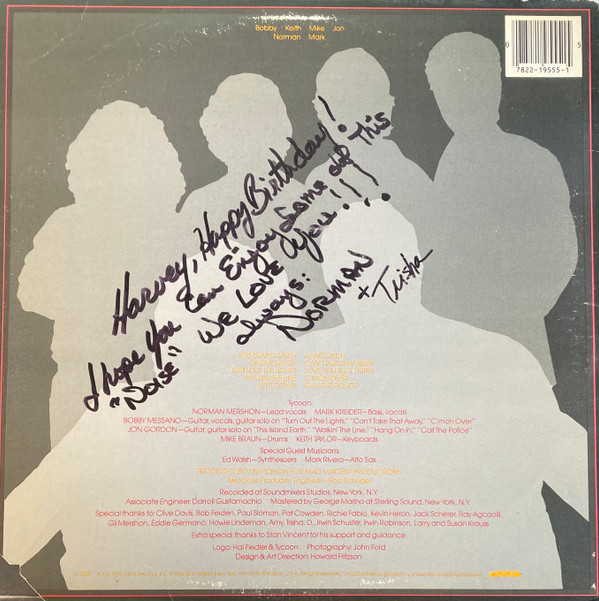 Bobby Keith Mike Jon
Norman Mark
0 5
7822-19555-1
Harvey, Happy Birthday!
I hope You Can Enjoy Some of This
"Noise" We Love You!!!...
always:
NORMAN
+ Trisha
Tycoon:
NORMAN MERSHON—Lead vocals MARK KREIDER—Bass, vocals
BOBBY MESSANO—Guitar, vocals, guitar solo on "Turn Out The Lights," "Can't Take That Away," "C'mon Over."
JON GORDON—Guitar, guitar solo on "This Island Earth," "Walkin' The Line," "Hang On In," "Call The Police"
MIKE BRAUN—Drums KEITH TAYLOR—Keyboards
Special Guest Musicians:
Ed Walsh—Synthesizers Mark Rivera—Alto Sax
Recorded at Soundmixers Studios, New York, N.Y.
Associate Engineer: Darroll Gustamachio Mastered by George Marino at Sterling Sound, New York, N.Y.
Special thanks to: Clive Davis, Bob Feiden, Paul Sloman, Pat Cowden, Richie Fabio, Kevin Heron, Jack Scherer, Ray Agcaoili,
Gil Mershon, Eddie Germano, Howie Lindeman, Amy, Trisha, D., Irwin Schuster, Irwin Robinson, Larry and Susan Krauss
Extra special thanks to Stan Vincent for his support and guidance.
Logo: Hal Fiedler & Tycoon Photography: John Ford
Design & Art Direction: Howard Fritzson